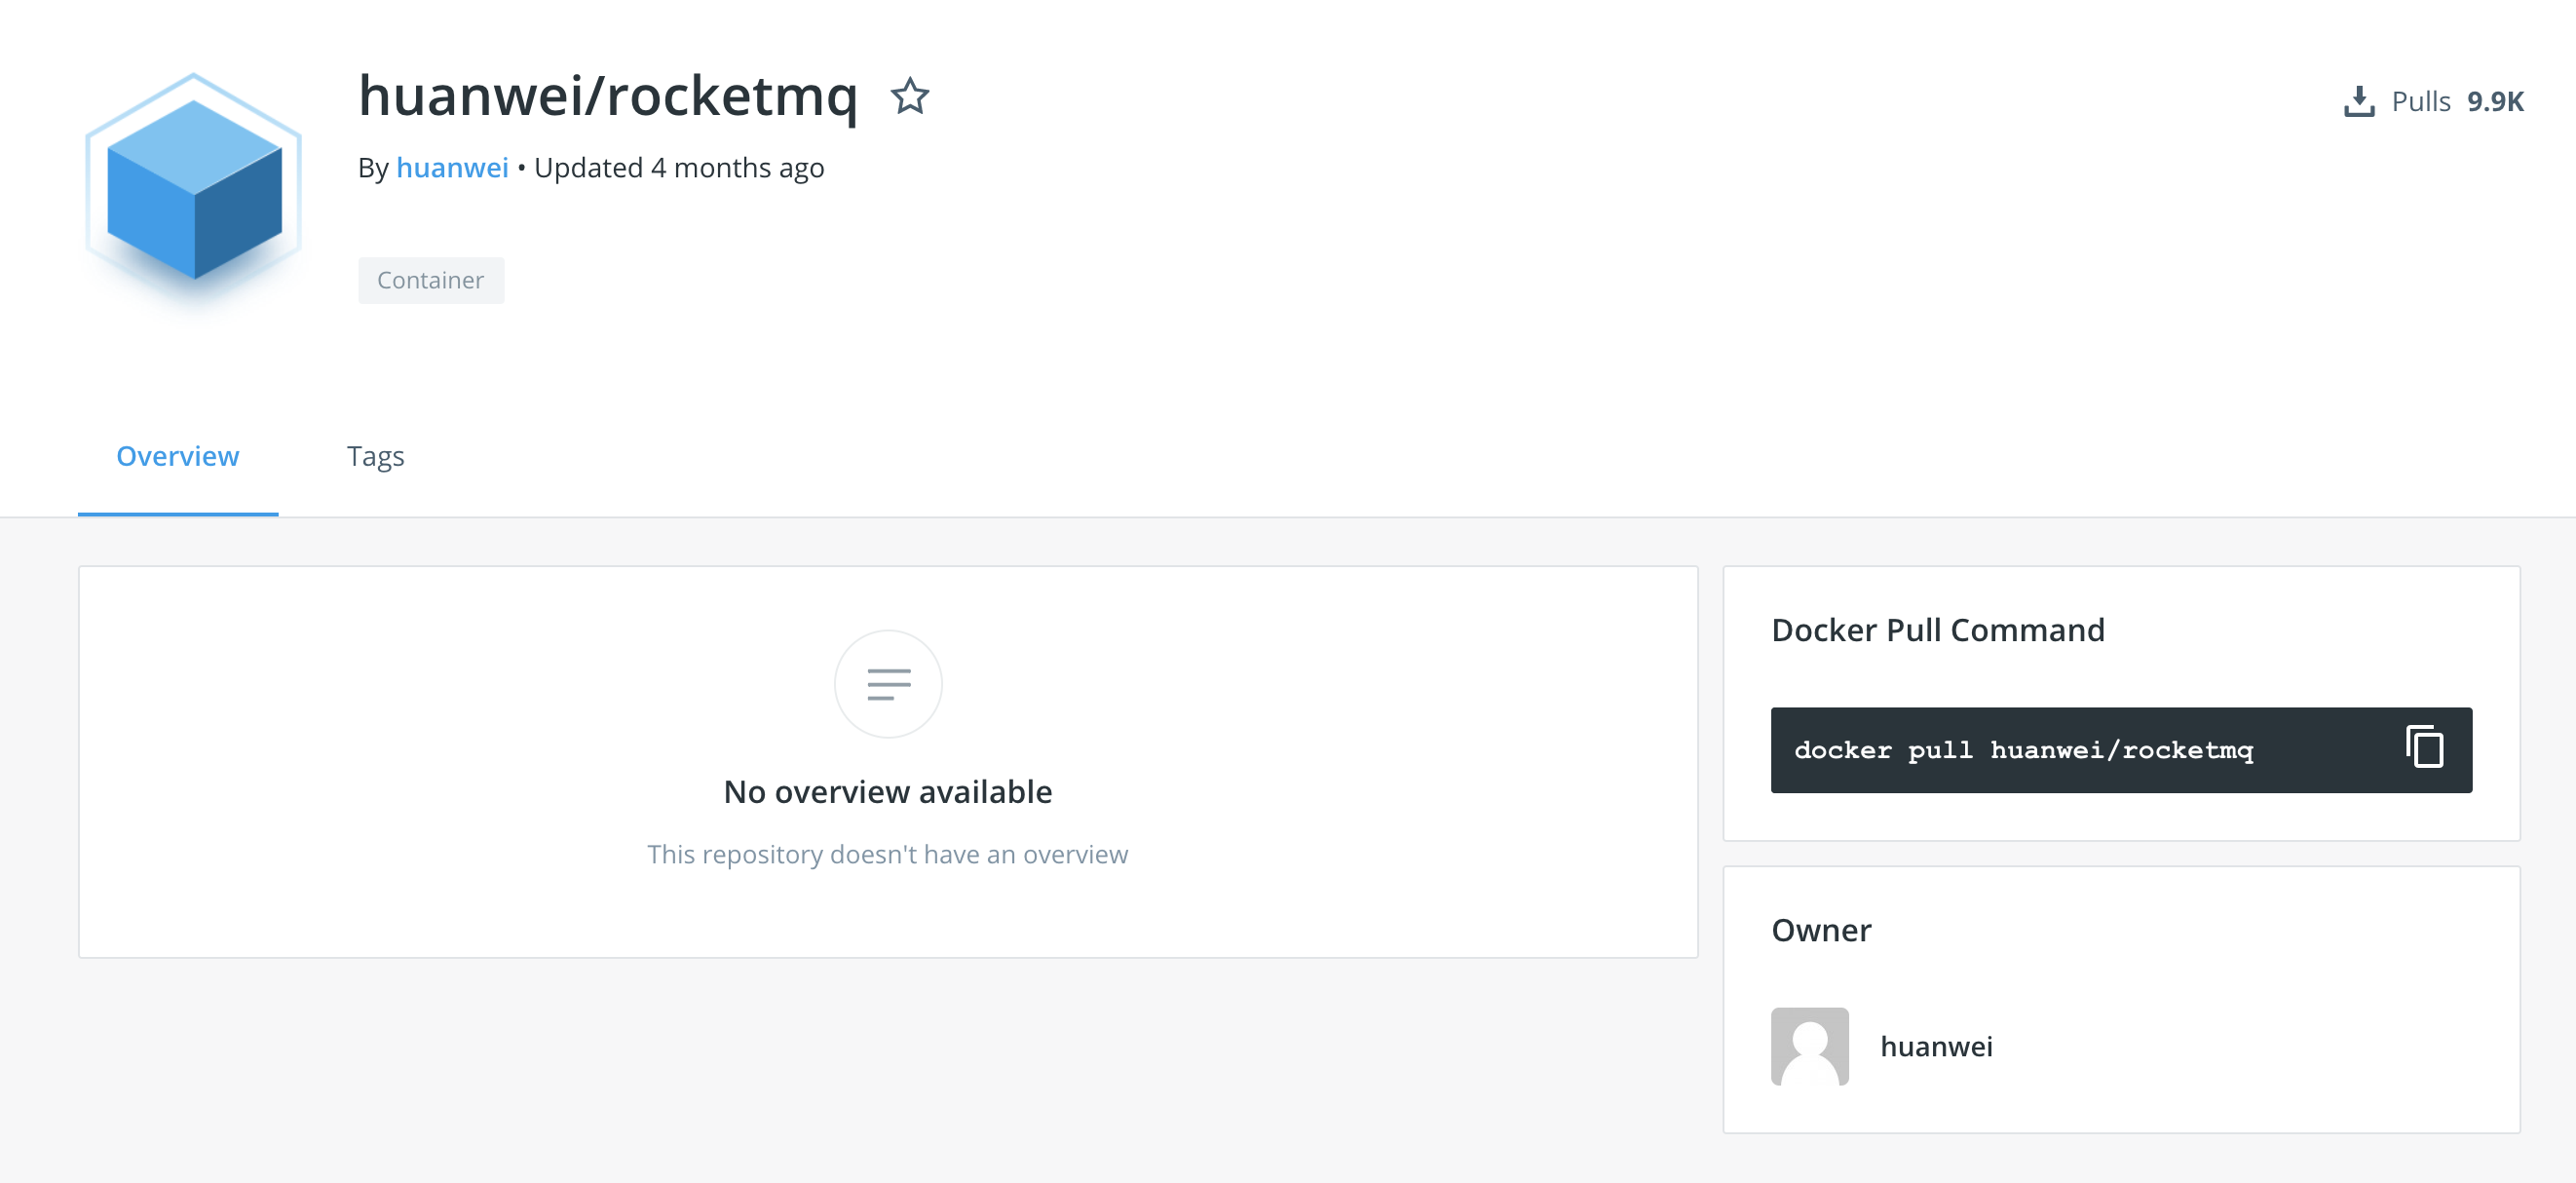 huanwei/rocketmq
Pulls 9.9K
By huanwei • Updated 4 months ago
Container
Overview
Tags
No overview available
This repository doesn't have an overview
Docker Pull Command
docker pull huanwei/rocketmq
Owner
huanwei